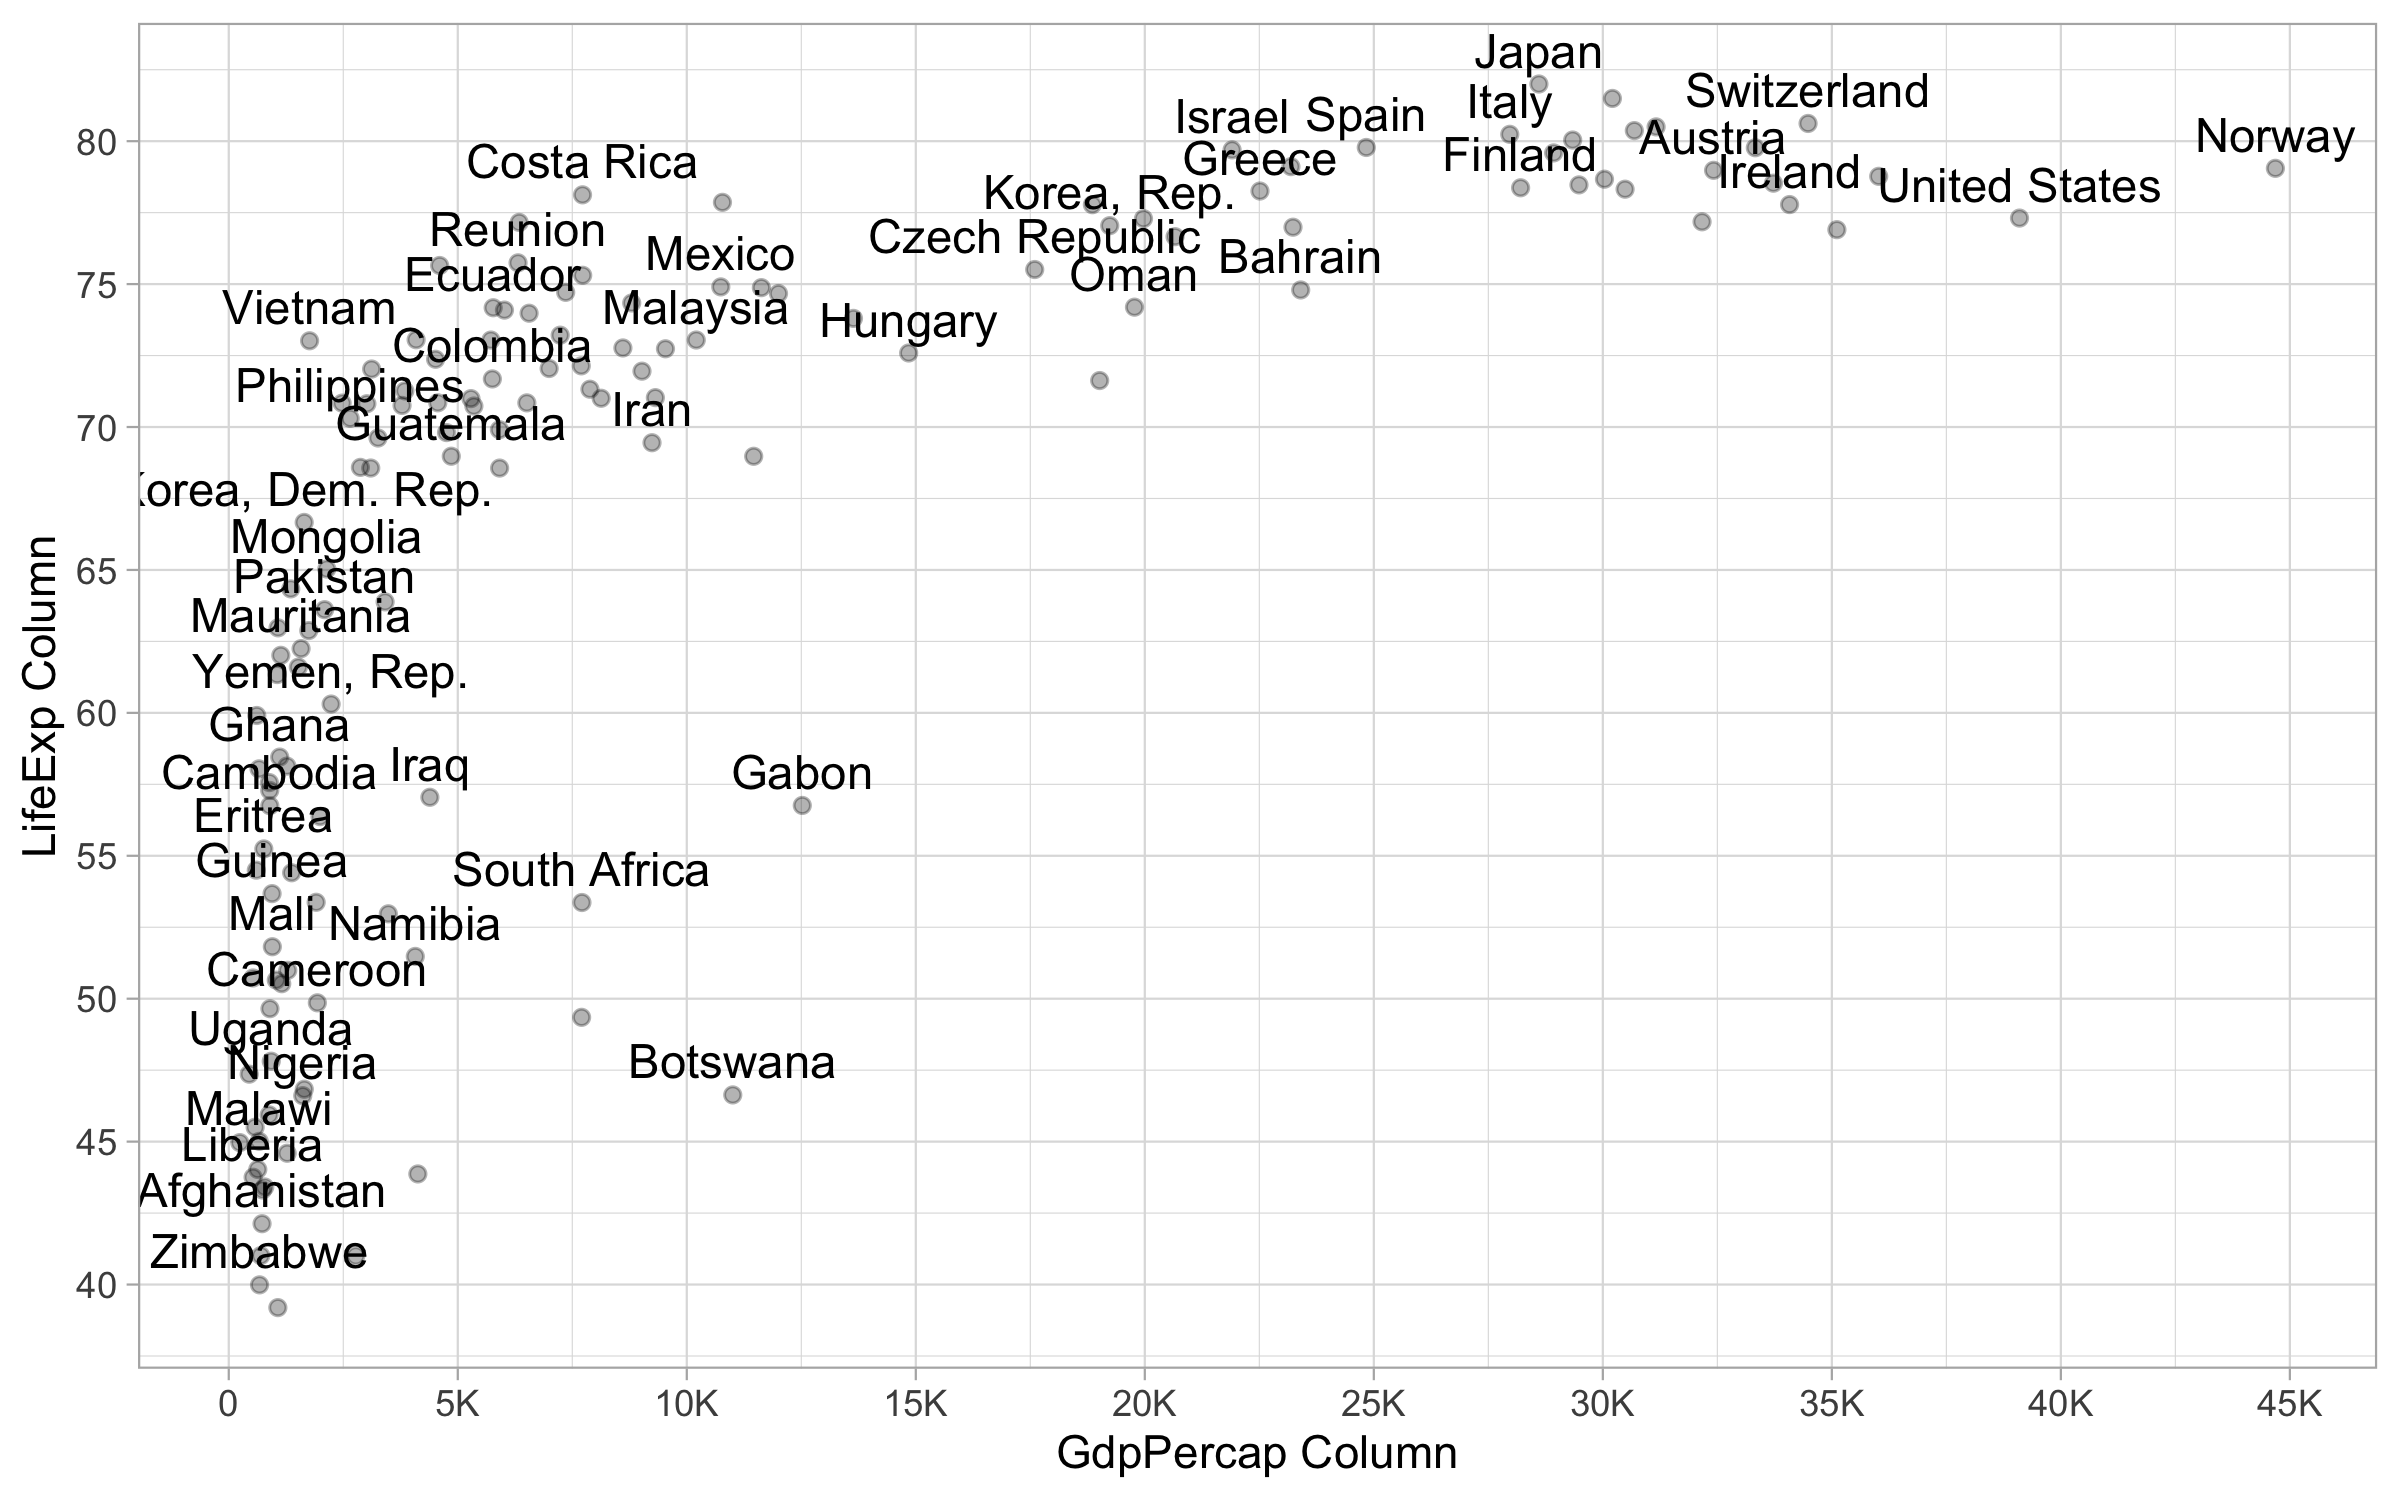 Japan
Switzerland
Italy
Israel Spain
Norway
Austria
Costa Rica
Finland
Greece
Ireland
Korea, Rep.
United States
Reunion
Czech Republic
Mexico
Bahrain
Ecuador
Oman
Vietnam
Malaysia
Hungary
Colombia
Philippines
Iran
Guatemala
Korea, Dem. Rep.
Mongolia
Pakistan
Mauritania
Yemen, Rep.
Ghana
Iraq
Cambodia
Gabon
Eritrea
Guinea
South Africa
Mali
Namibia
Cameroon
Uganda
Nigeria
Botswana
Malawi
Liberia
Afghanistan
Zimbabwe
80
75
70
65
60
55
50
45
40
LifeExp Column
0 5K 10K 15K 20K 25K 30K 35K 40K 45K
GdpPercap Column